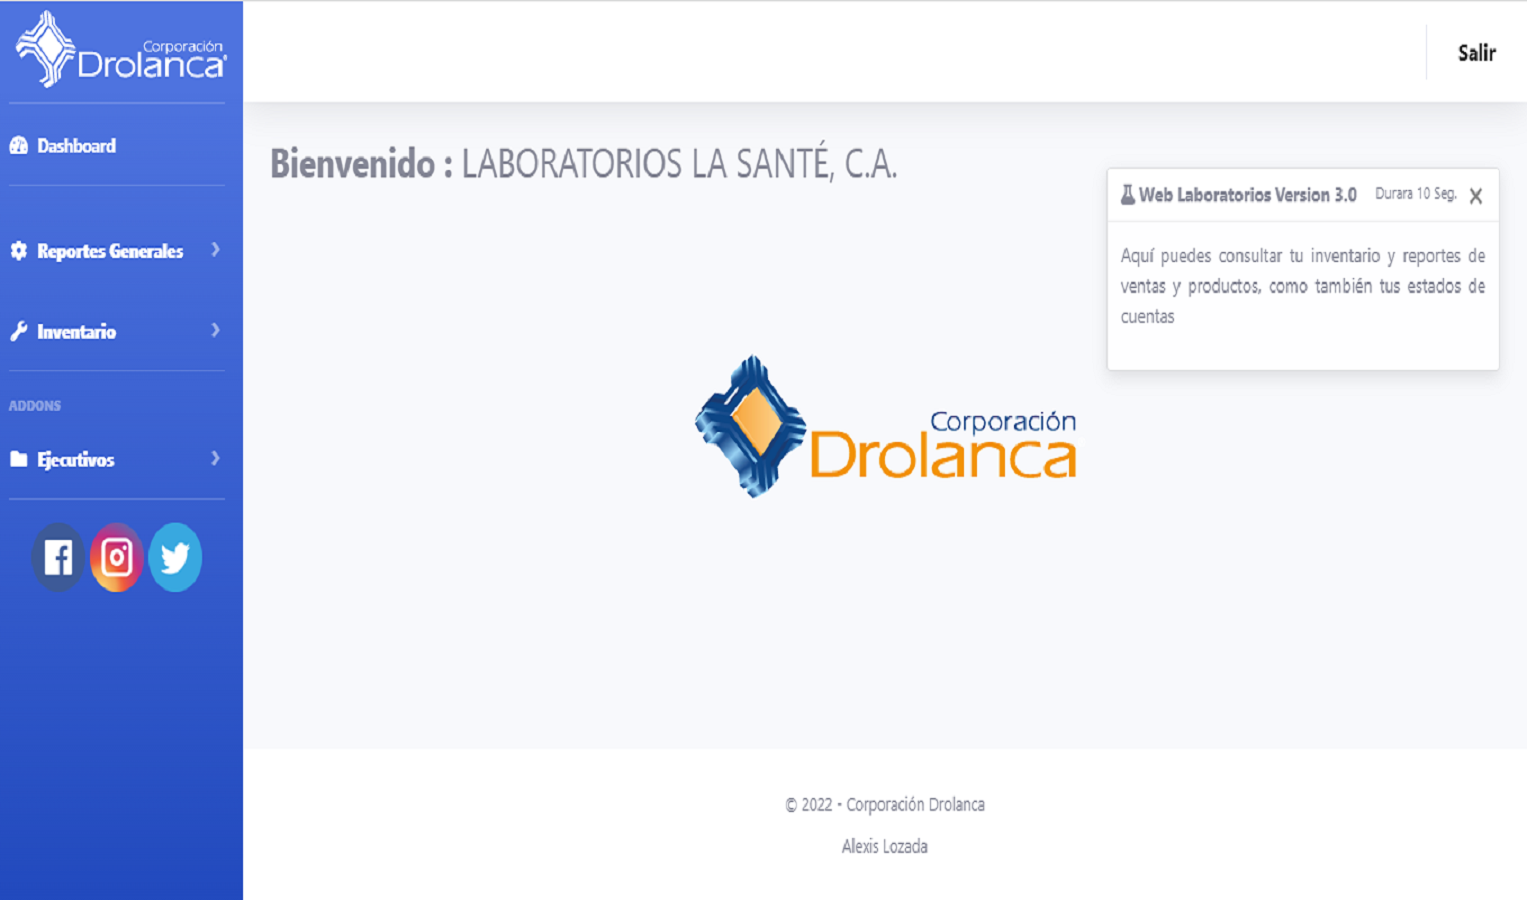 Corporación
Drolanca
Salir
Dashboard
Reportes Generales
Inventario
ADDONS
Ejecutivos
Bienvenido : LABORATORIOS LA SANTÉ, C.A.
Web Laboratorios Version 3.0 Durara 10 Seg. ×
Aquí puedes consultar tu inventario y reportes de
ventas y productos, como también tus estados de
cuentas
Corporación
Drolanca
© 2022 • Corporación Drolanca
Alexis Lozada